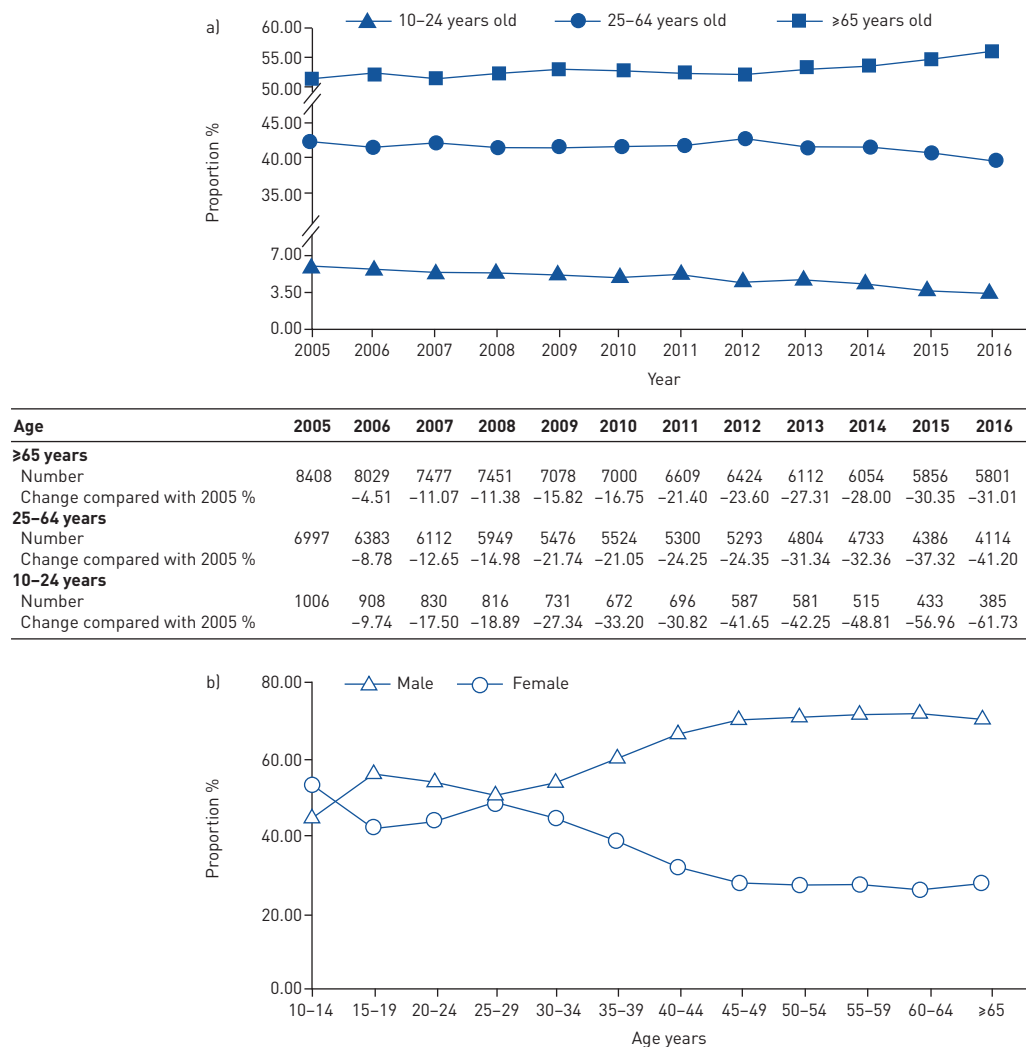 a)
10–24 years old 25–64 years old ≥65 years old
60.00
55.00
50.00
45.00
40.00
35.00
7.00
3.50
0.00
Proportion %
2005 2006 2007 2008 2009 2010 2011 2012 2013 2014 2015 2016
Year
Age 2005 2006 2007 2008 2009 2010 2011 2012 2013 2014 2015 2016
≥65 years
Number 8408 8029 7477 7451 7078 7000 6609 6424 6112 6054 5856 5801
Change compared with 2005 % –4.51 –11.07 –11.38 –15.82 –16.75 –21.40 –23.60 –27.31 –28.00 –30.35 –31.01
25–64 years
Number 6997 6383 6112 5949 5476 5524 5300 5293 4804 4733 4386 4114
Change compared with 2005 % –8.78 –12.65 –14.98 –21.74 –21.05 –24.25 –24.35 –31.34 –32.36 –37.32 –41.20
10–24 years
Number 1006 908 830 816 731 672 696 587 581 515 433 385
Change compared with 2005 % –9.74 –17.50 –18.89 –27.34 –33.20 –30.82 –41.65 –42.25 –48.81 –56.96 –61.73
b)
Male Female
80.00
60.00
40.00
20.00
0.00
Proportion %
10–14 15–19 20–24 25–29 30–34 35–39 40–44 45–49 50–54 55–59 60–64 ≥65
Age years